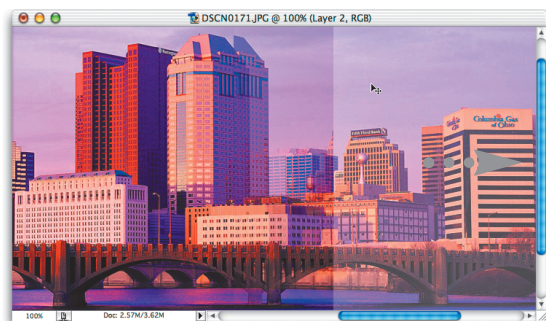 DSCN0171.JPG @ 100% (Layer 2, RGB)
Fifth Third Bank
Columbia Gas
of Ohio
100%
Doc: 2.57M/3.62M